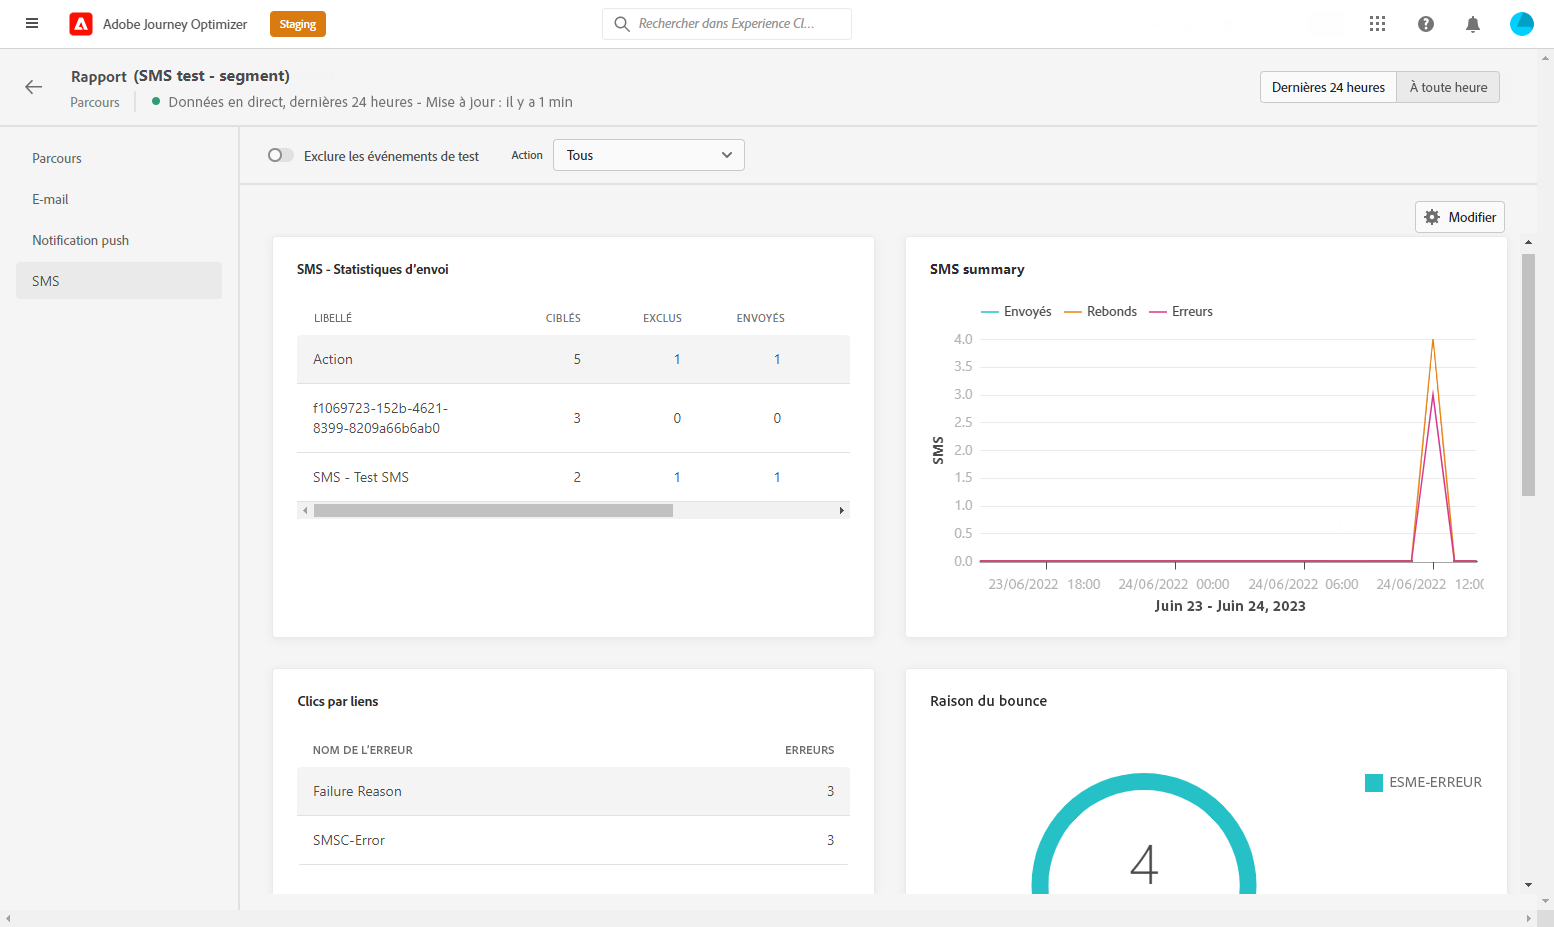 Adobe Journey Optimizer
Staging
Rechercher dans Experience Cl...
Rapport (SMS test - segment)
Parcours
Données en direct, dernières 24 heures - Mise à jour : il y a 1 min
Dernières 24 heures
À toute heure
Parcours
E-mail
Notification push
SMS
Exclure les événements de test
Action
Tous
Modifier
SMS - Statistiques d'envoi
LIBELLÉ CIBLÉS EXCLUS ENVOYÉS
Action 5 1 1
f1069723-152b-4621-
8399-8209a66b6ab0 3 0 0
SMS - Test SMS 2 1 1
SMS summary
Envoyés Rebonds Erreurs
4.0
3.5
3.0
2.5
2.0
1.5
1.0
0.5
0.0
SMS
23/06/2022 18:00 24/06/2022 00:00 24/06/2022 06:00 24/06/2022 12:00
Juin 23 - Juin 24, 2023
Clics par liens
NOM DE L'ERREUR ERREURS
Failure Reason 3
SMSC-Error 3
Raison du bounce
ESME-ERREUR
4